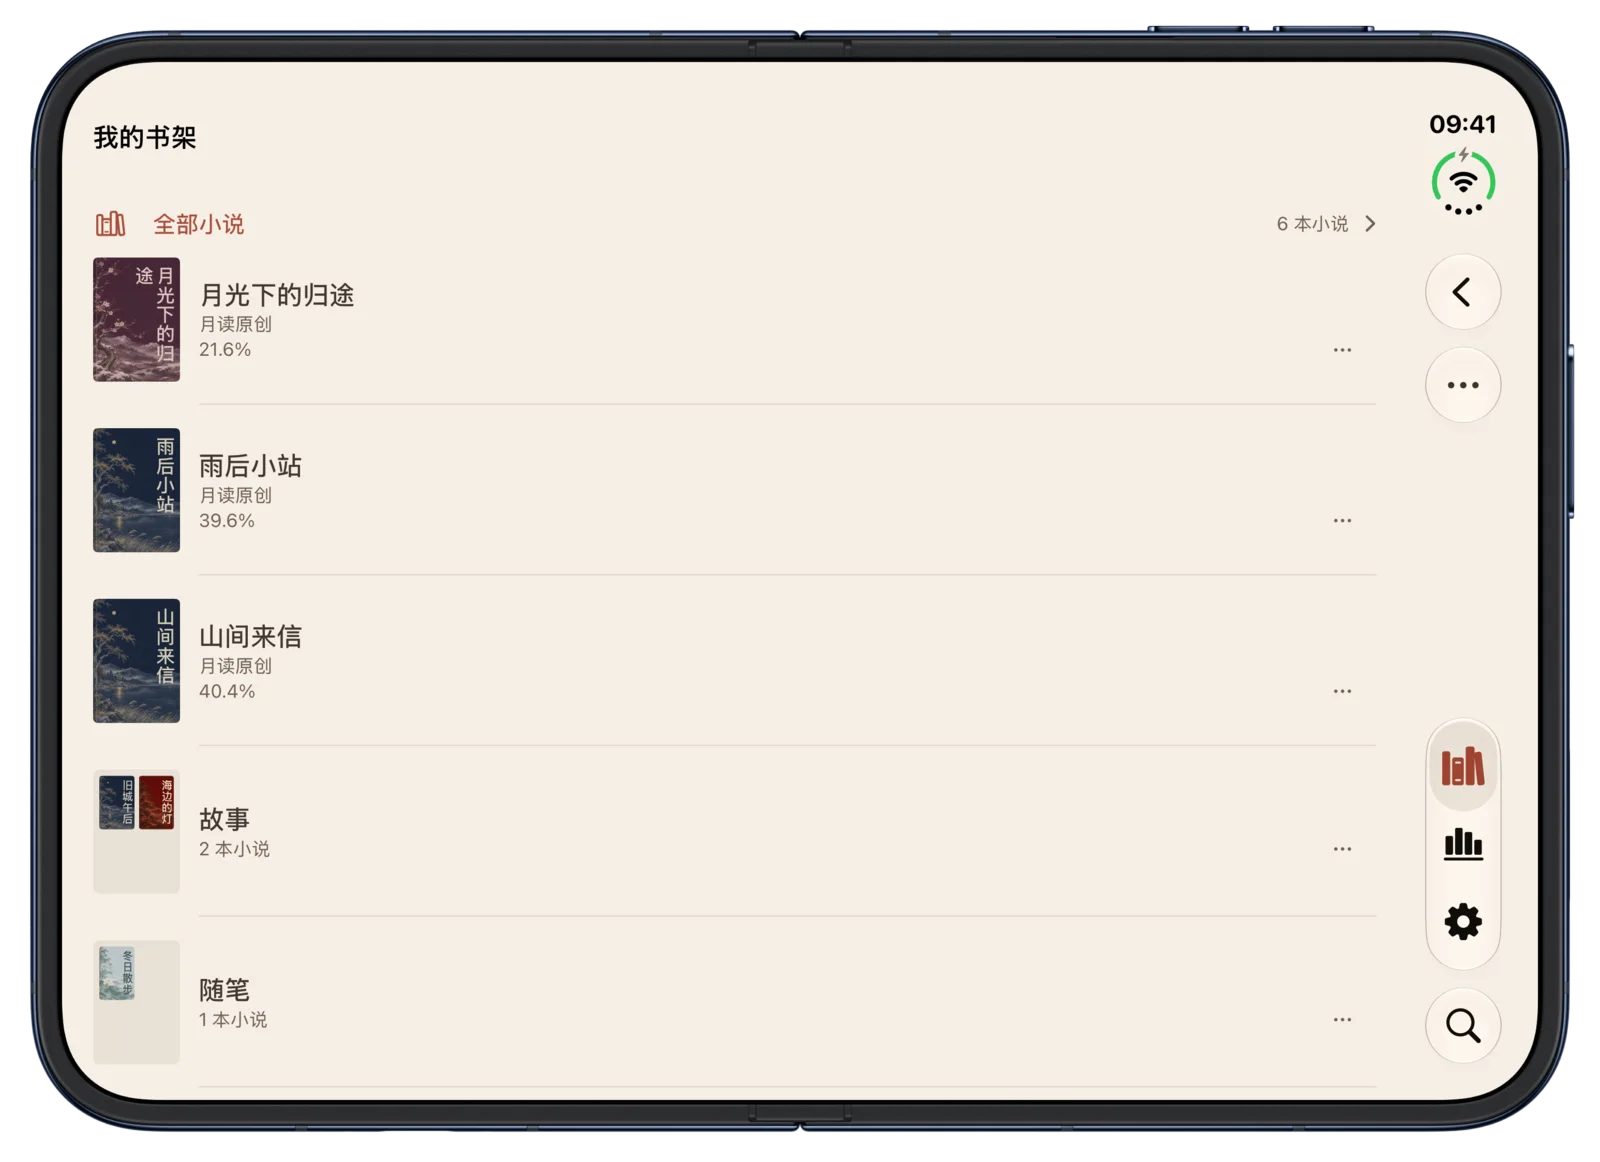 我的书架
09:41
全部小说
6 本小说
月光下的归途
月光下的归途
月读原创
21.6%
雨后小站
雨后小站
月读原创
39.6%
山间来信
山间来信
月读原创
40.4%
旧城午后
海边的灯
故事
2 本小说
冬日散步
随笔
1 本小说